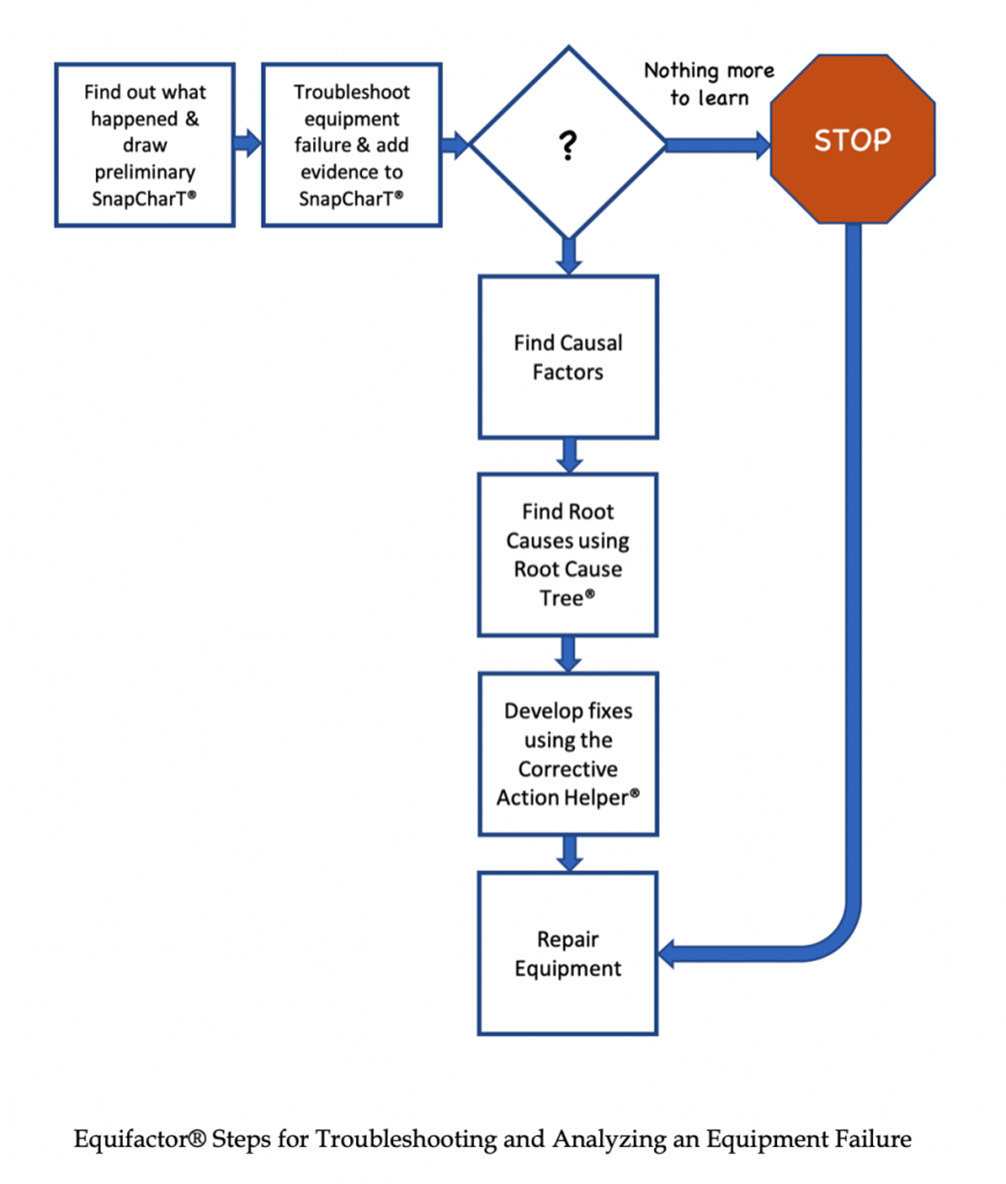 Find out what
happened &
draw
preliminary
SnapCharT®
Troubleshoot
equipment
failure & add
evidence to
SnapCharT®
?
Nothing more
to learn
STOP
Find Causal
Factors
Find Root
Causes using
Root Cause
Tree®
Develop fixes
using the
Corrective
Action Helper®
Repair
Equipment
Equifactor® Steps for Troubleshooting and Analyzing an Equipment Failure